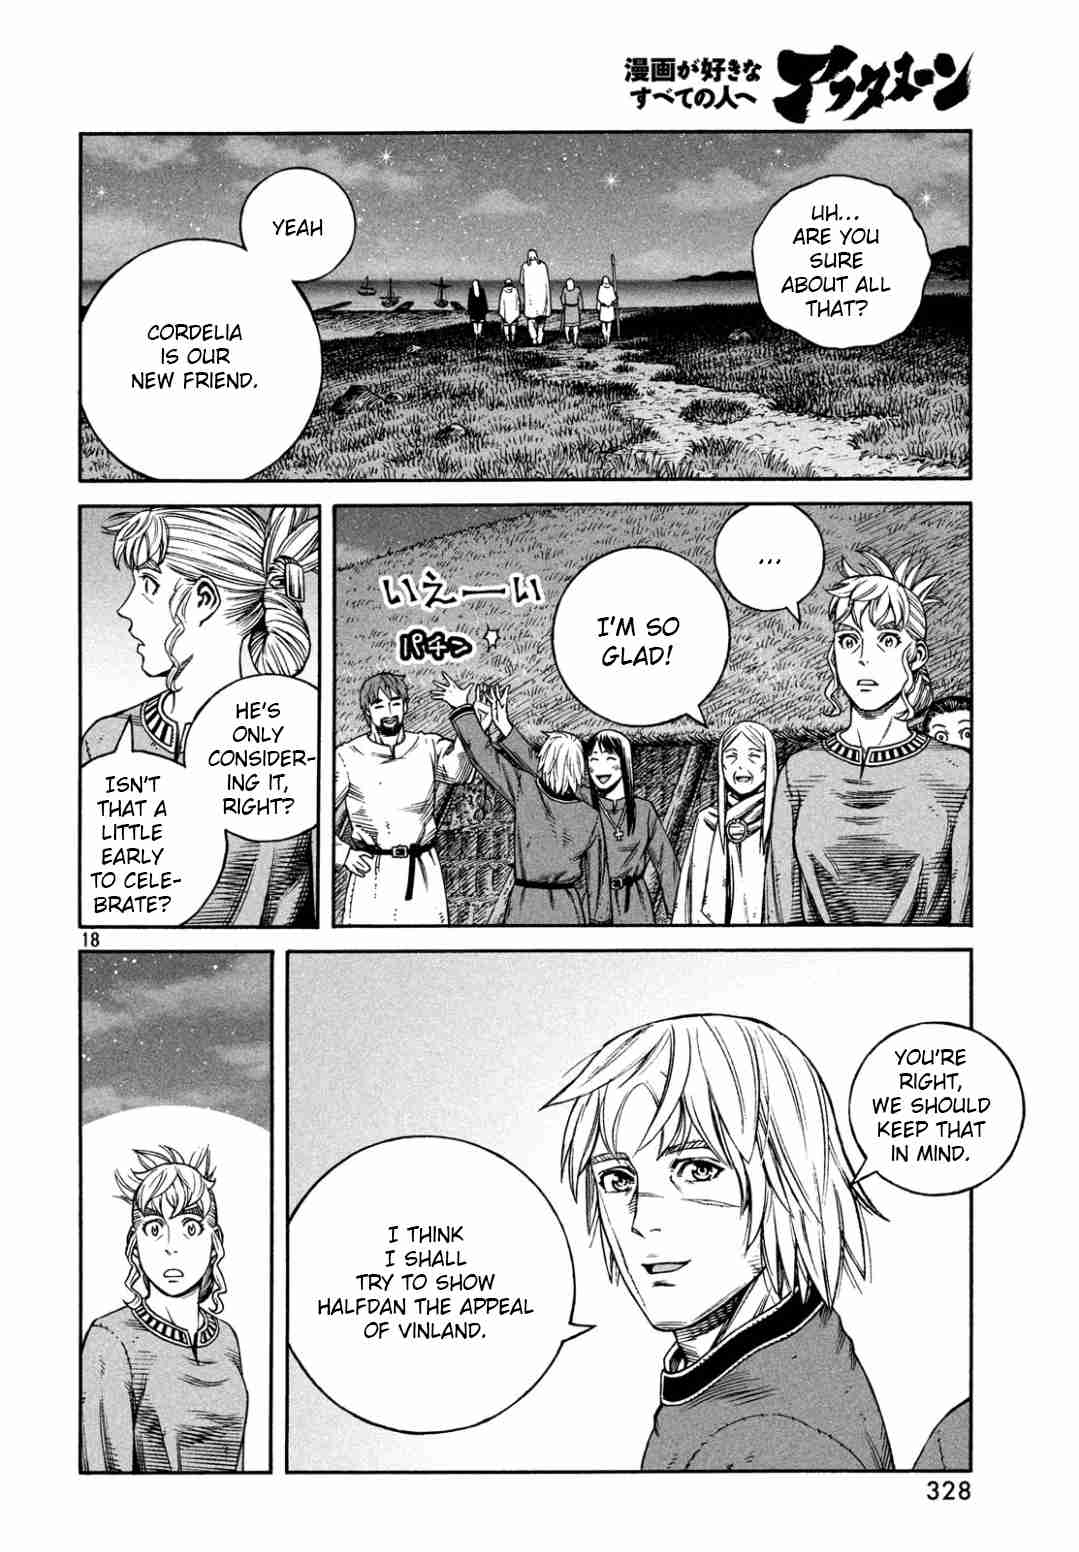 漫画が好きな
すべての人へ
アフタヌーン
UH...
ARE YOU
SURE
ABOUT ALL
THAT?
YEAH
CORDELIA
IS OUR
NEW FRIEND.
...
I'M SO
GLAD!
いえーい
パチン
HE'S
ONLY
CONSIDER-
ING IT,
RIGHT?
ISN'T
THAT A
LITTLE
EARLY
TO CELE-
BRATE?
18
YOU'RE
RIGHT,
WE SHOULD
KEEP THAT
IN MIND.
I THINK
I SHALL
TRY TO SHOW
HALFDAN THE APPEAL
OF VINLAND.
328